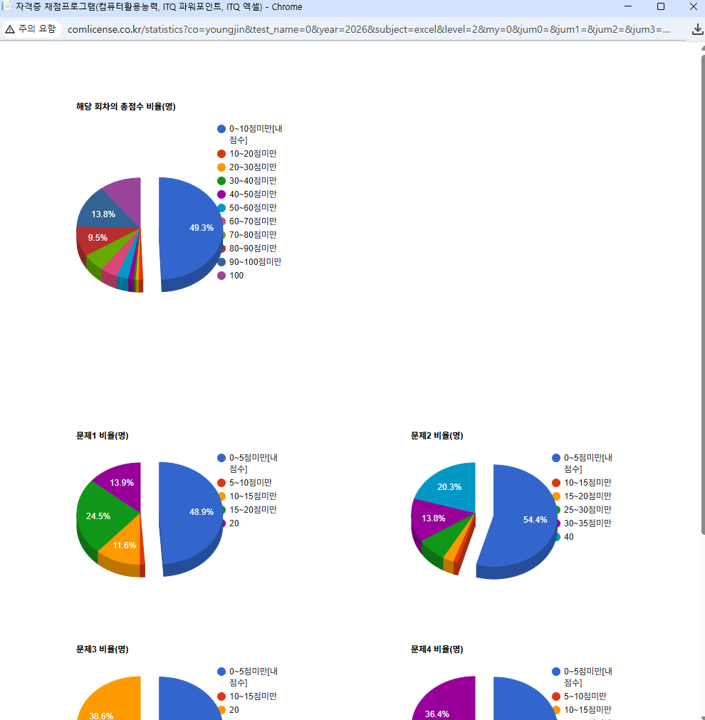 자격증 채점프로그램(컴퓨터활용능력, ITQ 파워포인트, ITQ 엑셀) - Chrome
주의 요함 comlicense.co.kr/statistics?co=youngjin&test_name=0&year=2026&subject=excel&level=2&my=0&jum0=&jum1=&jum2=&jum3=...
해당 회차의 총점수 비율(명)
0~10점미만[내
점수]
10~20점미만
20~30점미만
30~40점미만
40~50점미만
50~60점미만
60~70점미만
70~80점미만
80~90점미만
90~100점미만
100
13.8%
9.5%
49.3%
문제1 비율(명)
0~5점미만[내
점수]
5~10점미만
10~15점미만
15~20점미만
20
13.9%
24.5%
11.6%
48.9%
문제2 비율(명)
0~5점미만[내
점수]
10~15점미만
15~20점미만
25~30점미만
30~35점미만
40
20.3%
13.8%
54.4%
문제3 비율(명)
0~5점미만[내
점수]
10~15점미만
20
38.6%
문제4 비율(명)
0~5점미만[내
점수]
5~10점미만
10~15점미만
36.4%